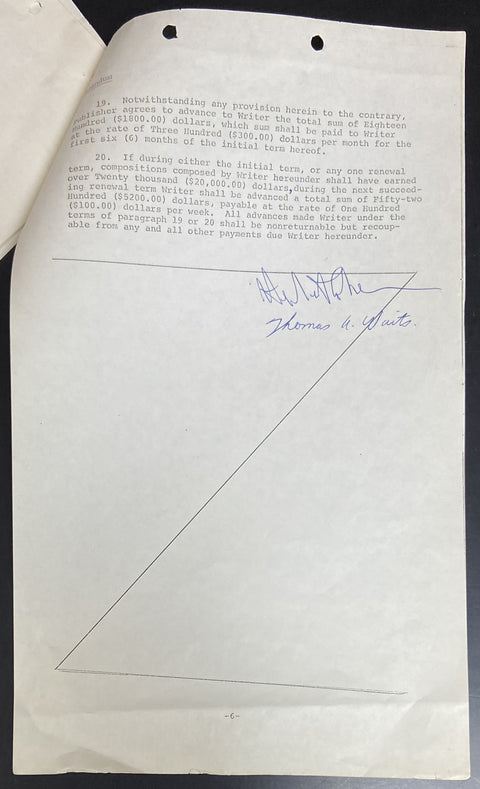 19. Notwithstanding any provision herein to the contrary,
Publisher agrees to advance to Writer the total sum of Eighteen
Hundred ($1800.00) dollars, which sum shall be paid to Writer
at the rate of Three Hundred ($300.00) dollars per month for the
first six (6) months of the initial term hereof.
20. If during either the initial term, or any one renewal
term, compositions composed by Writer hereunder shall have earned
over Twenty thousand ($20,000.00) dollars, during the next succeed-
ing renewal term Writer shall be advanced a total sum of Fifty-two
Hundred ($5200.00) dollars, payable at the rate of One Hundred
($100.00) dollars per week. All advances made Writer under the
terms of paragraph 19 or 20 shall be nonreturnable but recoup-
able from any and all other payments due Writer hereunder.
Thomas A. Waits.
-6-